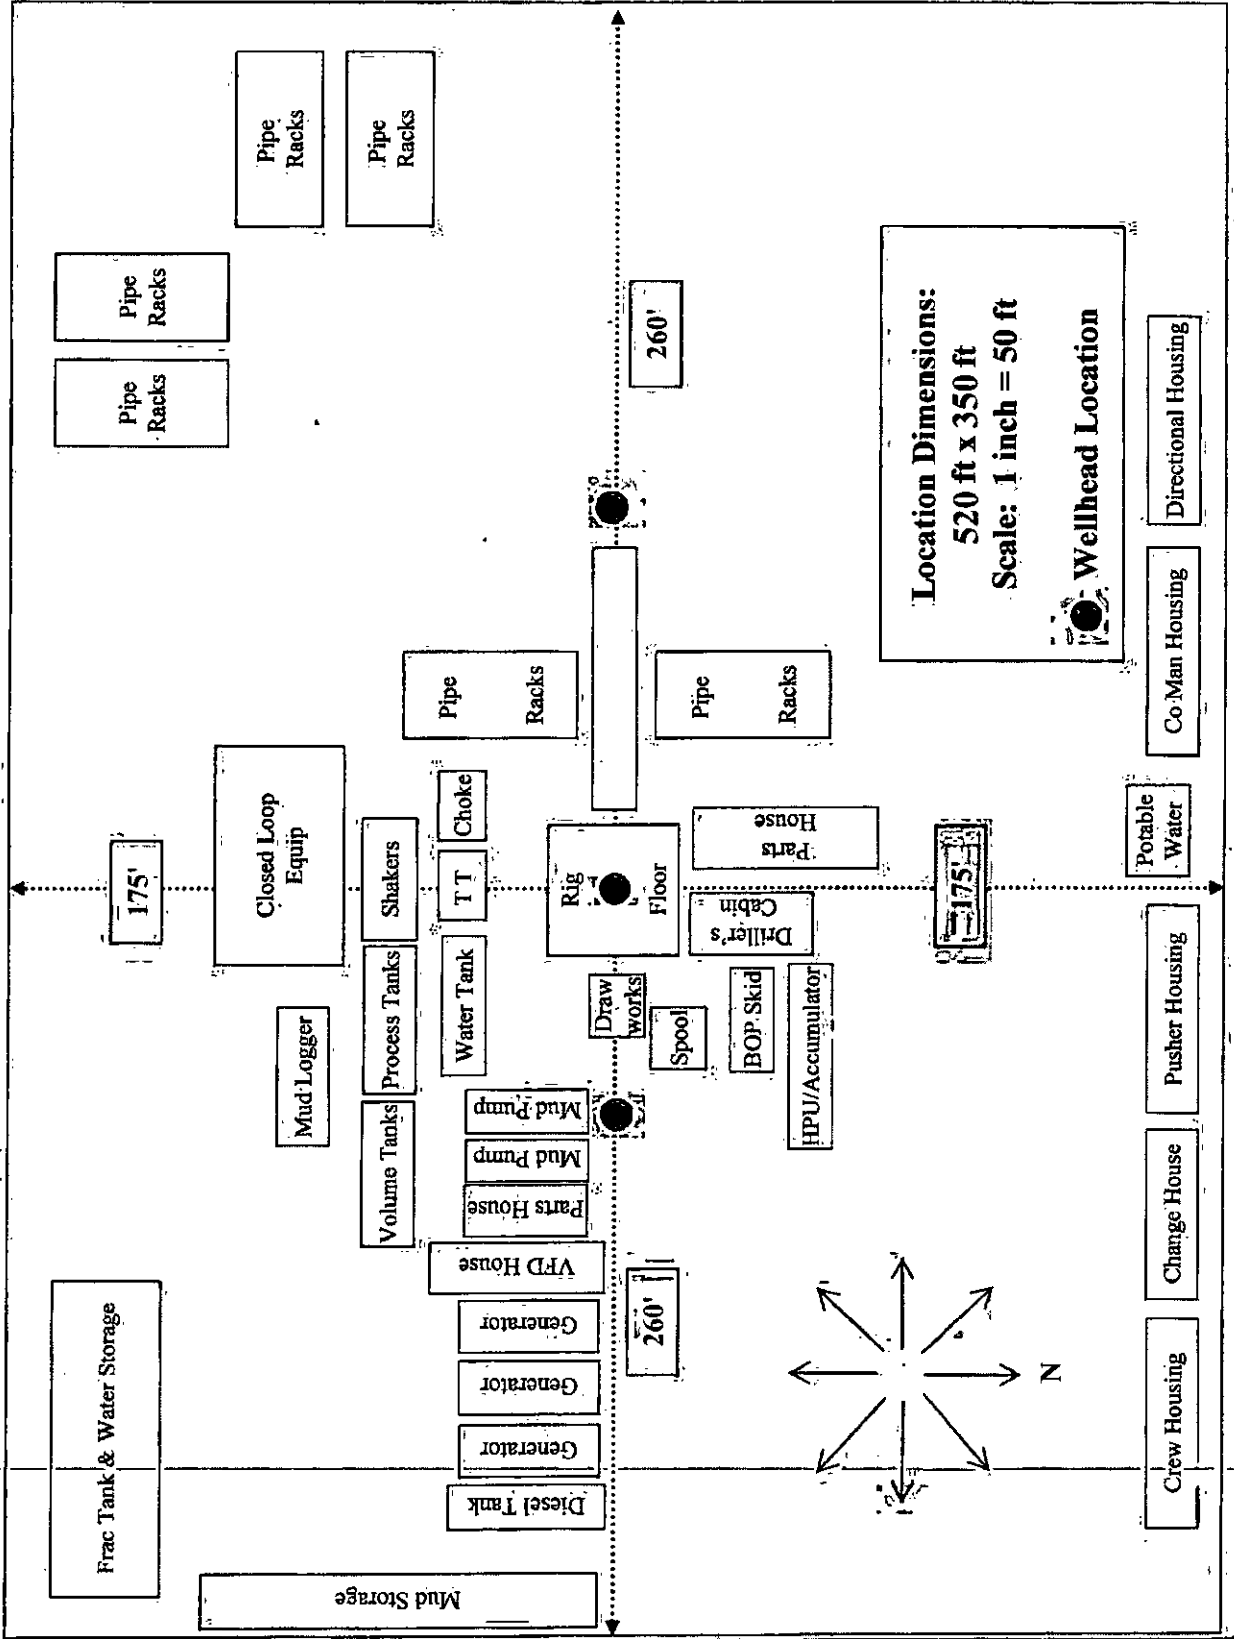 Frac Tank & Water Storage
Mud Storage
Diesel Tank
Generator
Generator
Generator
VFD House
Parts House
Mud Pump
Mud Pump
Volume Tanks
Mud Logger
Process Tanks
Water Tank
Shakers
T T
Choke
Closed Loop
Equip
175'
Draw
works
Rig
Floor
Spool
BOP Skid
HPU/Accumulator
Driller's
Cabin
Parts
House
Pipe
Racks
Pipe
Racks
Pipe
Racks
Pipe
Racks
Pipe
Racks
Pipe
Racks
260'
260'
175'
N
Location Dimensions:
520 ft x 350 ft
Scale: 1 inch = 50 ft
Wellhead Location
Crew Housing
Change House
Pusher Housing
Potable
Water
Co Man Housing
Directional Housing